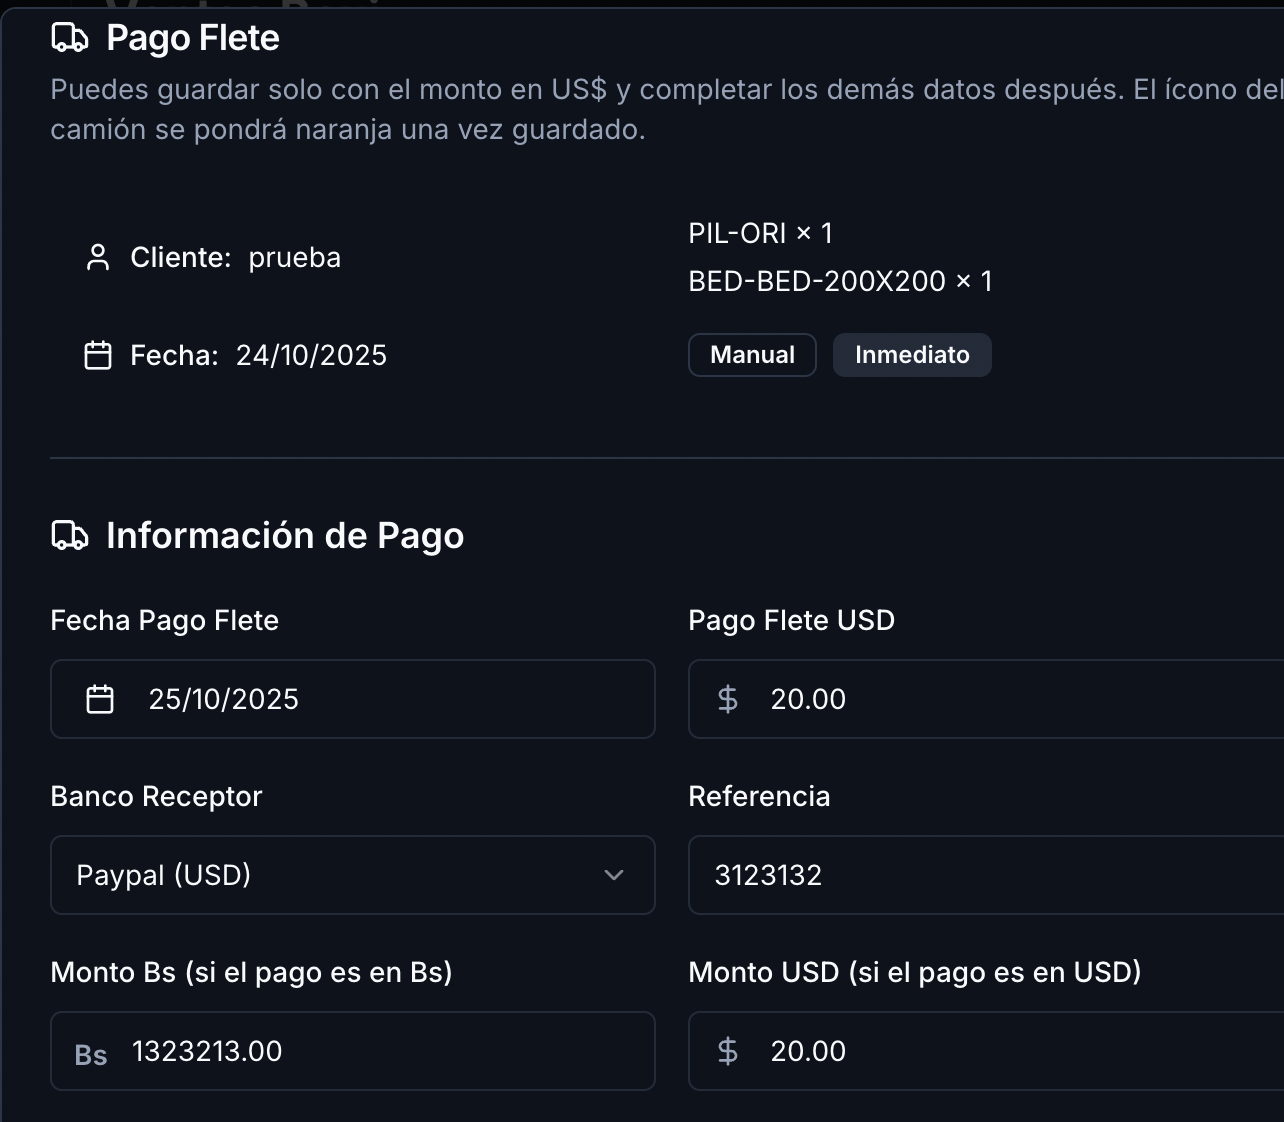 Pago Flete
Puedes guardar solo con el monto en US$ y completar los demás datos después. El ícono del
camión se pondrá naranja una vez guardado.
Cliente: prueba
PIL-ORI × 1
BED-BED-200X200 × 1
Fecha: 24/10/2025
Manual Inmediato
Información de Pago
Fecha Pago Flete
Pago Flete USD
25/10/2025
$ 20.00
Banco Receptor
Referencia
Paypal (USD)
3123132
Monto Bs (si el pago es en Bs)
Monto USD (si el pago es en USD)
Bs 1323213.00
$ 20.00